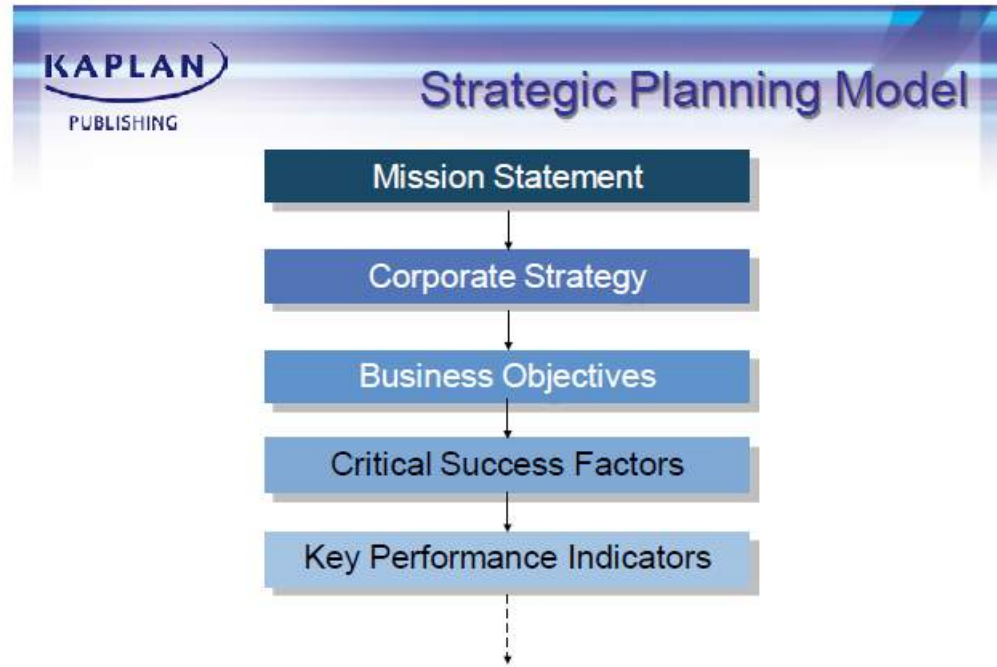 KAPLAN
PUBLISHING
Strategic Planning Model
Mission Statement
Corporate Strategy
Business Objectives
Critical Success Factors
Key Performance Indicators